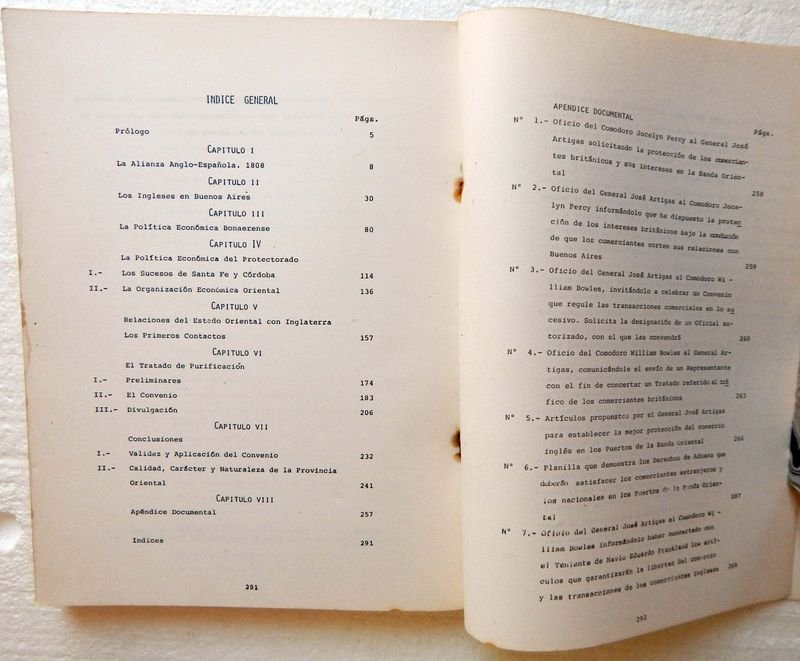 INDICE GENERAL
Págs.
Prólogo 5
CAPITULO I
La Alianza Anglo-Española. 1808 8
CAPITULO II
Los Ingleses en Buenos Aires 30
CAPITULO III
La Política Económica Bonaerense 80
CAPITULO IV
La Política Económica del Protectorado
I.- Los Sucesos de Santa Fe y Córdoba 114
II.- La Organización Económica Oriental 136
CAPITULO V
Relaciones del Estado Oriental con Inglaterra
Los Primeros Contactos 157
CAPITULO VI
El Tratado de Purificación
I.- Preliminares 174
II.- El Convenio 183
III.- Divulgación 206
CAPITULO VII
Conclusiones
I.- Validez y Aplicación del Convenio 232
II.- Calidad, Carácter y Naturaleza de la Provincia
Oriental 241
CAPITULO VIII
Apéndice Documental 257
Indices 291
291
APENDICE DOCUMENTAL
Págs.
N° 1.- Oficio del Comodoro Jocelyn Percy al General José
Artigas solicitando la protección de los comercian-
tes británicos y sus intereses en la Banda Orien-
tal 258
N° 2.- Oficio del General José Artigas al Comodoro Joce-
lyn Percy informándolo que ha dispuesto la protec
ción de los intereses británicos bajo la condición
de que los comerciantes corten sus relaciones con
Buenos Aires 259
N° 3.- Oficio del General José Artigas al Comodoro Wi -
lliam Bowles, invitándolo a celebrar un Convenio
que regule las transacciones comerciales en lo su
cesivo. Solicita la designación de un Oficial au-
torizado, con el que las convendrá 260
N° 4.- Oficio del Comodoro William Bowles al General Ar-
tigas, comunicándole el envío de un Representante
con el fin de concertar un Tratado referido al trá
fico de los comerciantes británicos 263
N° 5.- Artículos propuestos por el General José Artigas
para establecer la mejor protección del comercio
inglés en los Puertos de la Banda Oriental 266
N° 6.- Planilla que demuestra los Derechos de Aduana que
deberán satisfacer los comerciantes extranjeros y
los nacionales en los Puertos de la Banda Orien-
tal 267
N° 7.- Oficio del General José Artigas al Comodoro Wi -
lliam Bowles informándolo haber concertado con
el Teniente de Navío Eduardo Frankland los artí-
culos que garantizarán la libertad del comercio
y las transacciones de los comerciantes Ingleses 269
292